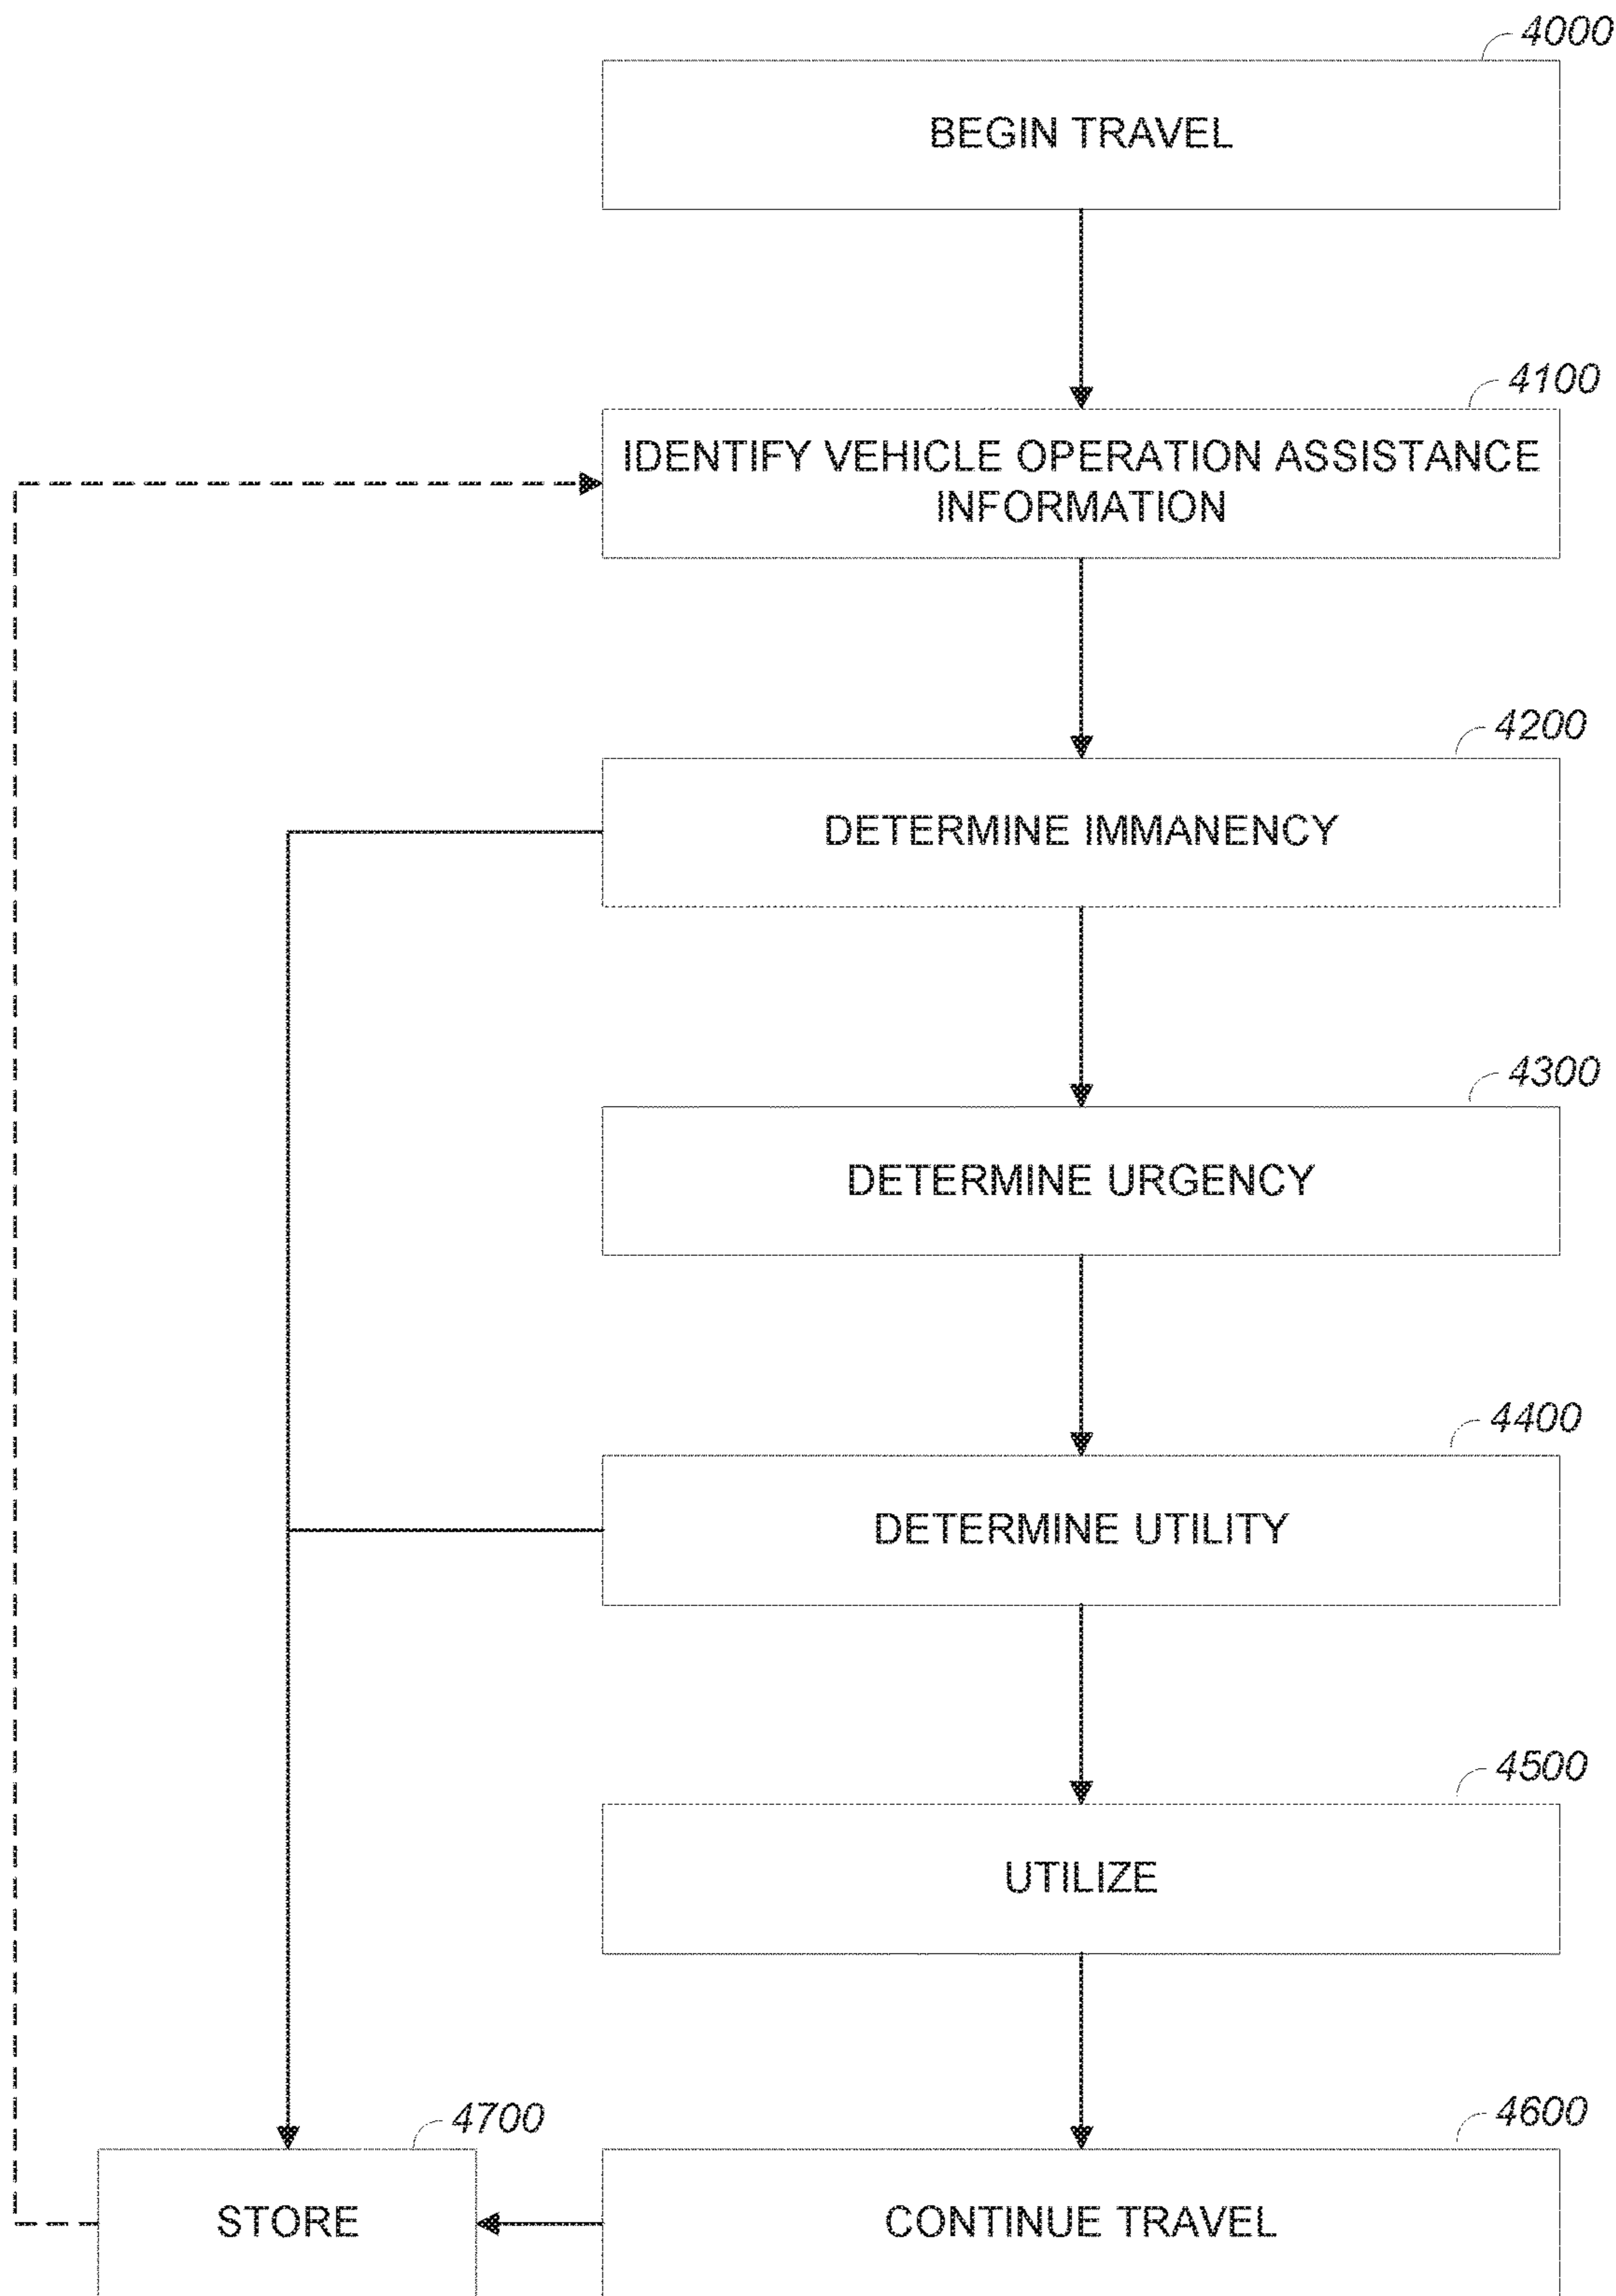 4000
BEGIN TRAVEL
4100
IDENTIFY VEHICLE OPERATION ASSISTANCE
INFORMATION
4200
DETERMINE IMMANENCY
4300
DETERMINE URGENCY
4400
DETERMINE UTILITY
4500
UTILIZE
4700
4600
STORE
CONTINUE TRAVEL